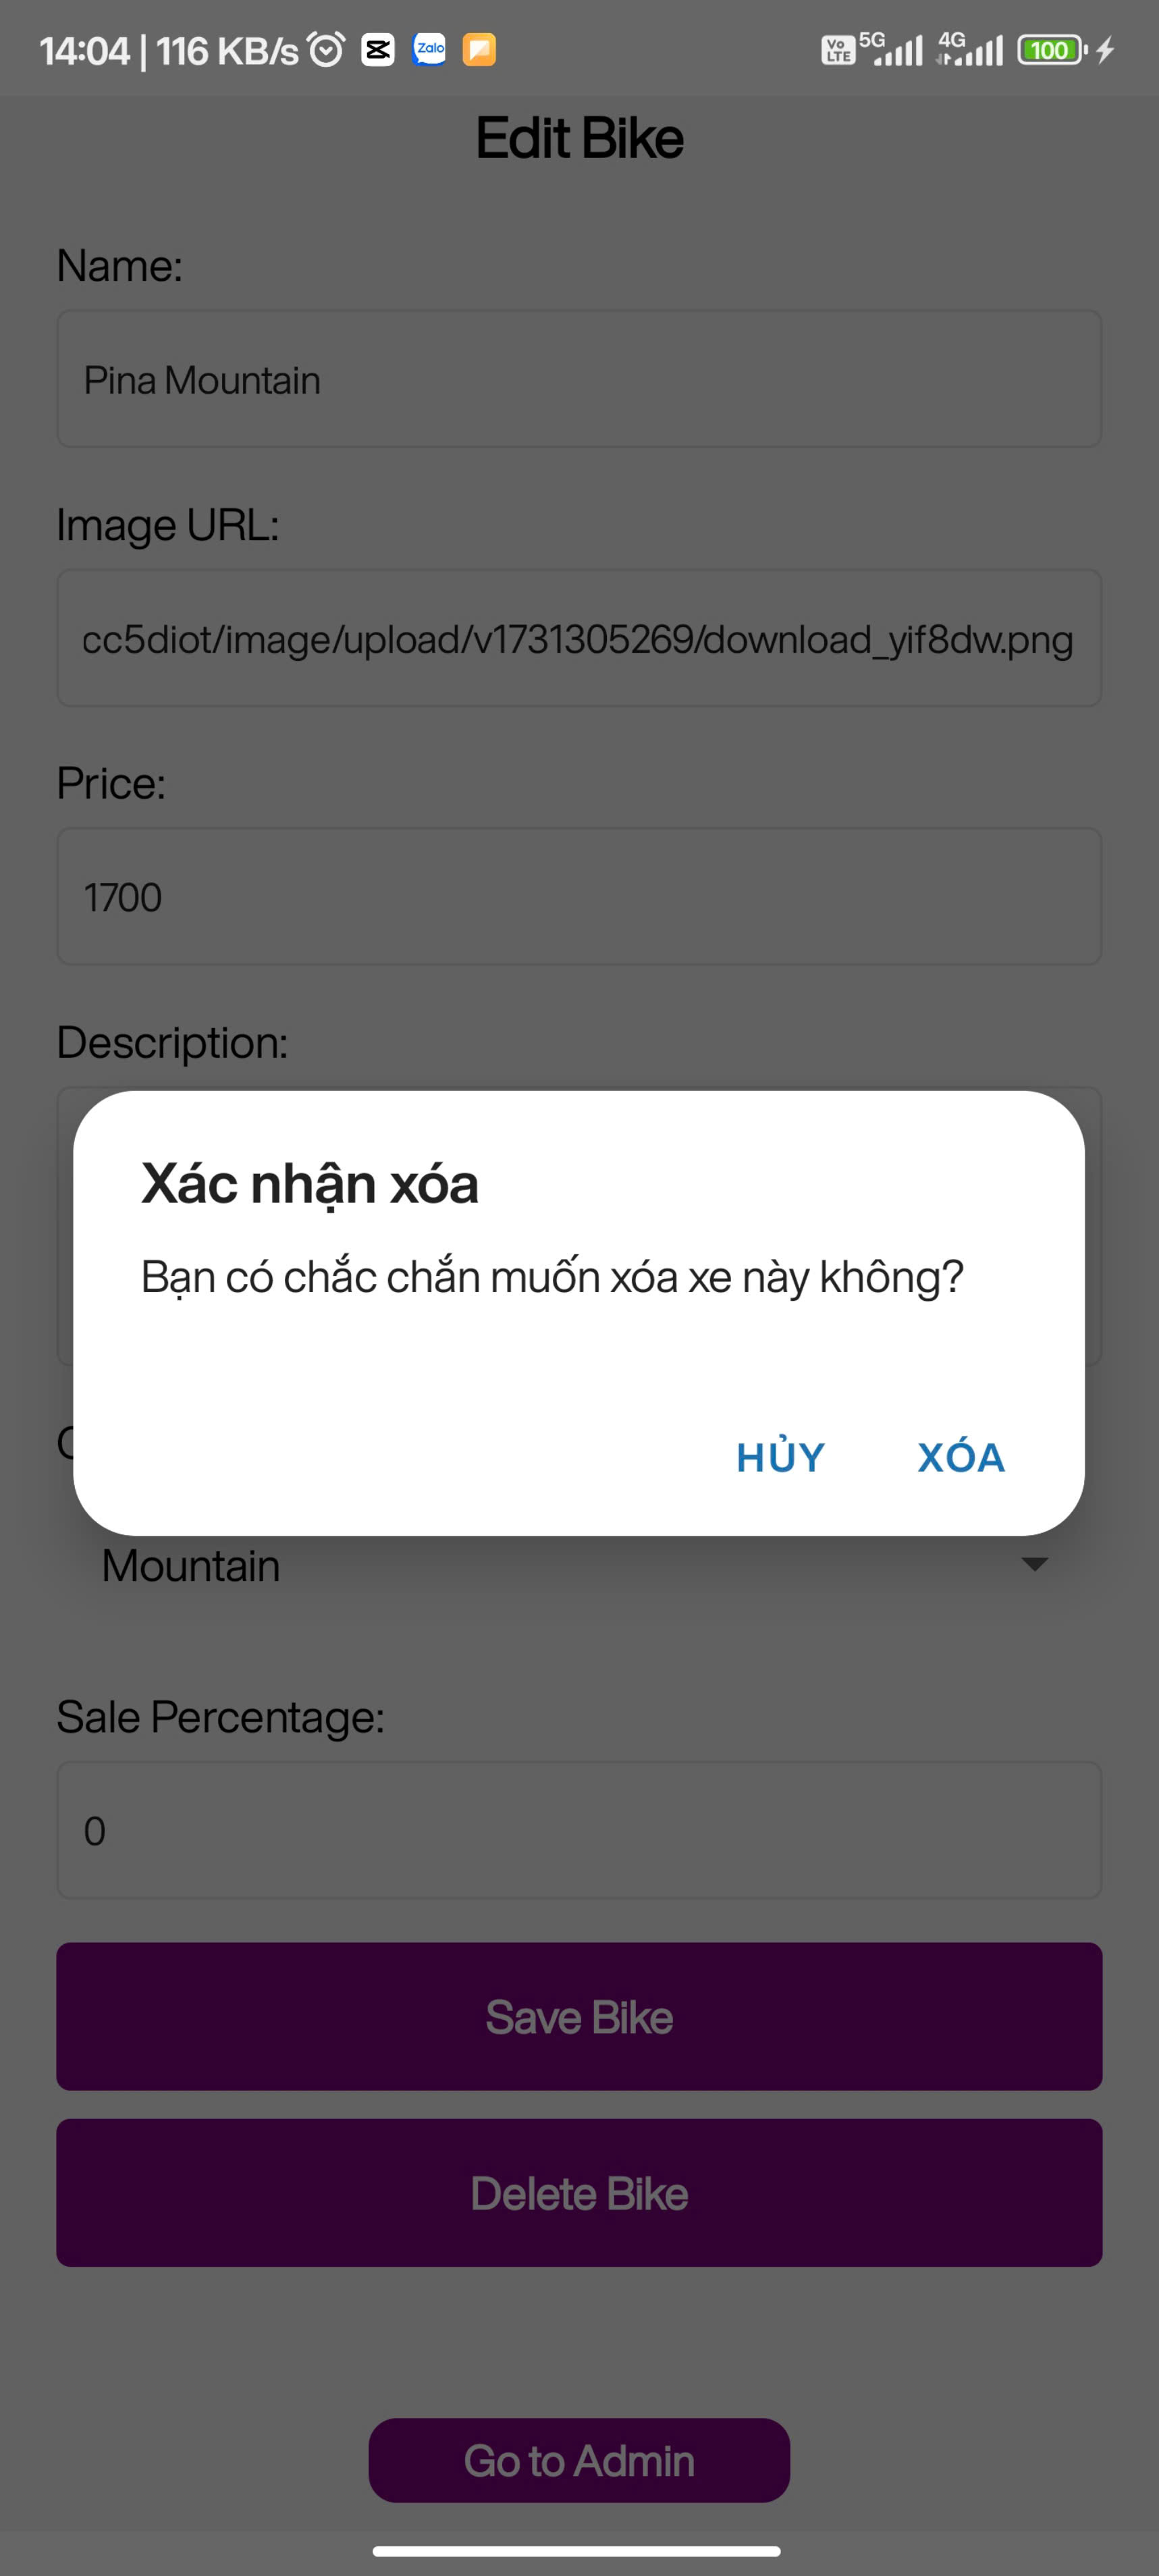 14:04 | 116 KB/s Zalo Vo LTE 5G 4G 100
Edit Bike
Name:
Pina Mountain
Image URL:
cc5diot/image/upload/v1731305269/download_yif8dw.png
Price:
1700
Description:
Xác nhận xóa
Bạn có chắc chắn muốn xóa xe này không?
HỦY XÓA
Mountain
Sale Percentage:
0
Save Bike
Delete Bike
Go to Admin